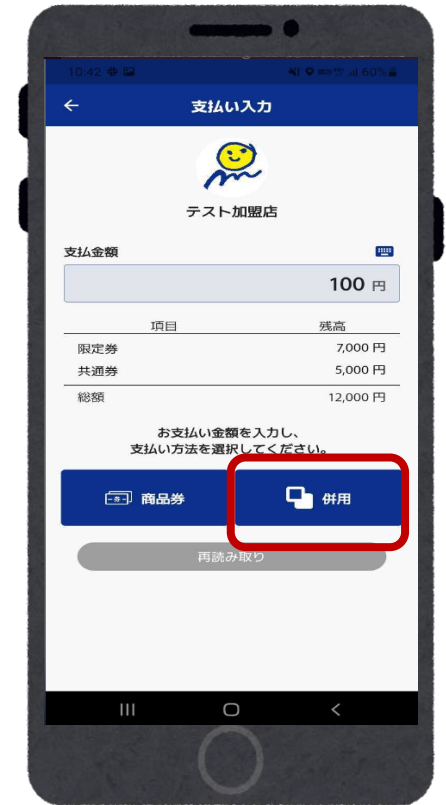 10:42
60%
支払い入力
テスト加盟店
支払金額
100 円
項目 残高
限定券 7,000 円
共通券 5,000 円
総額 12,000 円
お支払い金額を入力し、
支払い方法を選択してください。
商品券 併用
再読み取り